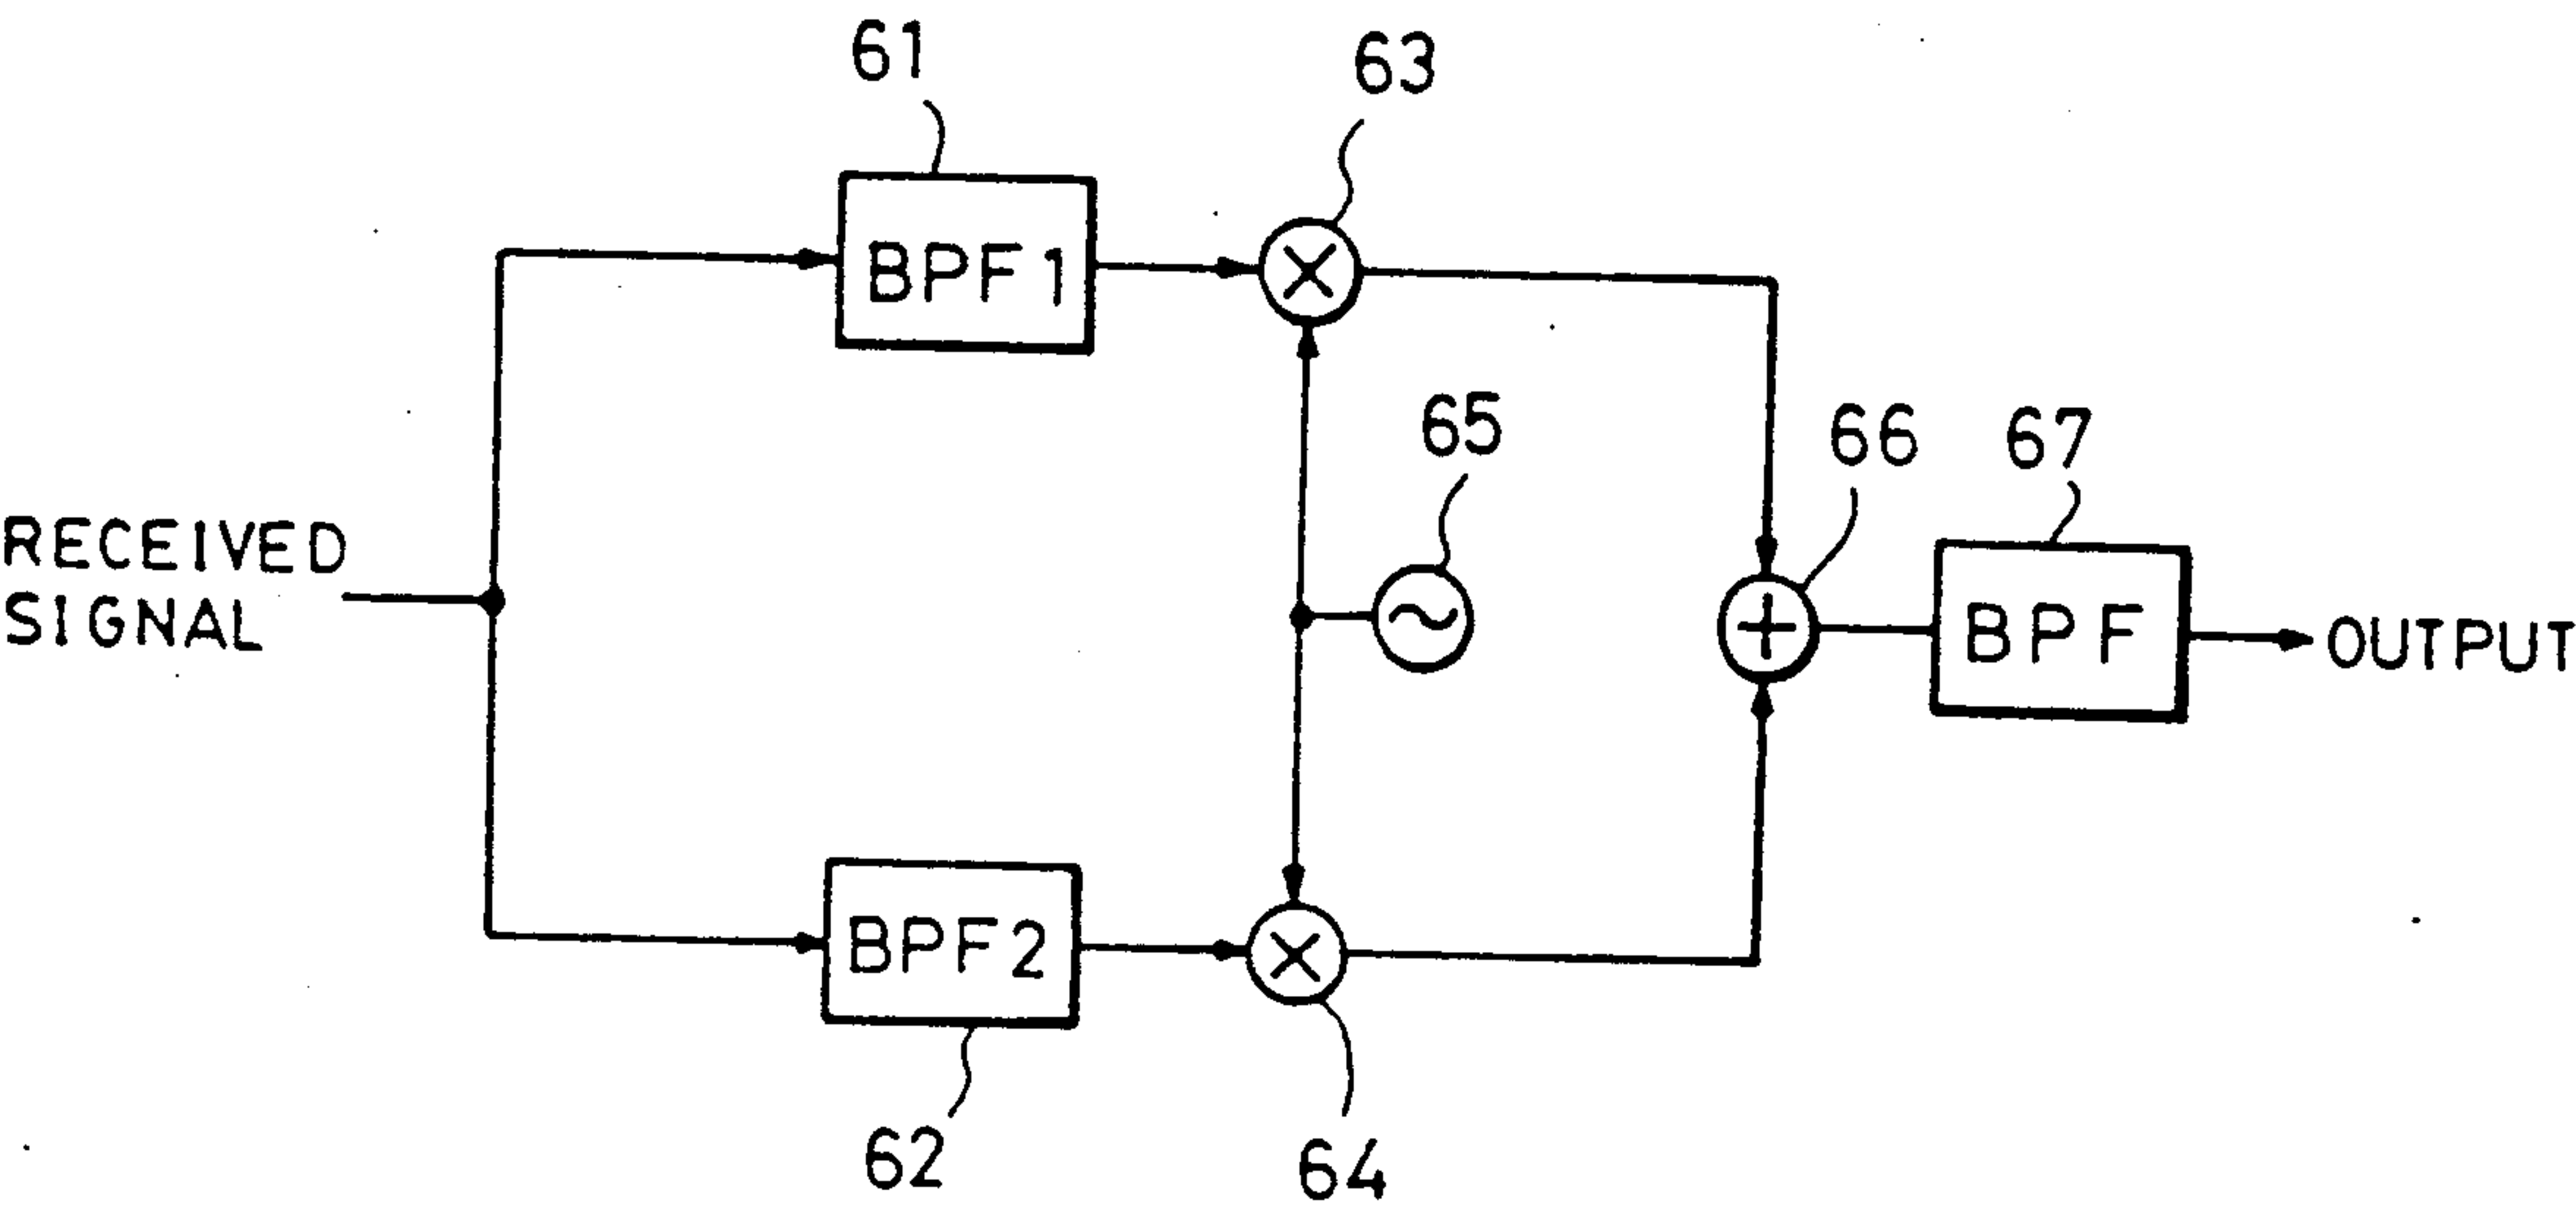 61
63
BPF1
65
66
67
RECEIVED
SIGNAL
BPF
OUTPUT
BPF2
62
64